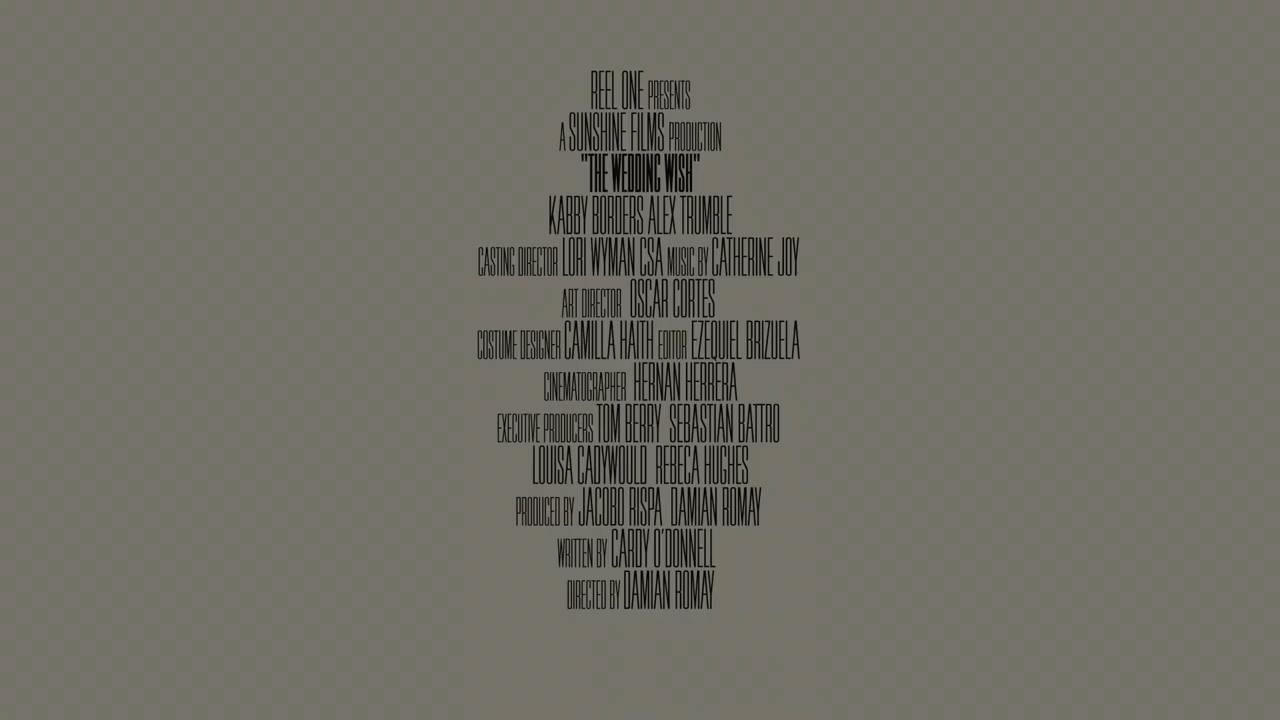 REEL ONE PRESENTS
A SUNSHINE FILMS PRODUCTION
"THE WEDDING WISH"
KABBY BORDERS ALEX TRUMBLE
CASTING DIRECTOR LORI WYMAN CSA MUSIC BY CATHERINE JOY
ART DIRECTOR OSCAR CORTES
COSTUME DESIGNER CAMILLA HAITH EDITOR EZEQUIEL BRIZUELA
CINEMATOGRAPHER HERNAN HERRERA
EXECUTIVE PRODUCERS TOM BERRY SEBASTIAN BATTRO
LOUISA CADYWOULD REBECA HUGHES
PRODUCED BY JACOBO RISPA DAMIAN ROMAY
WRITTEN BY CARDY O'DONNELL
DIRECTED BY DAMIAN ROMAY